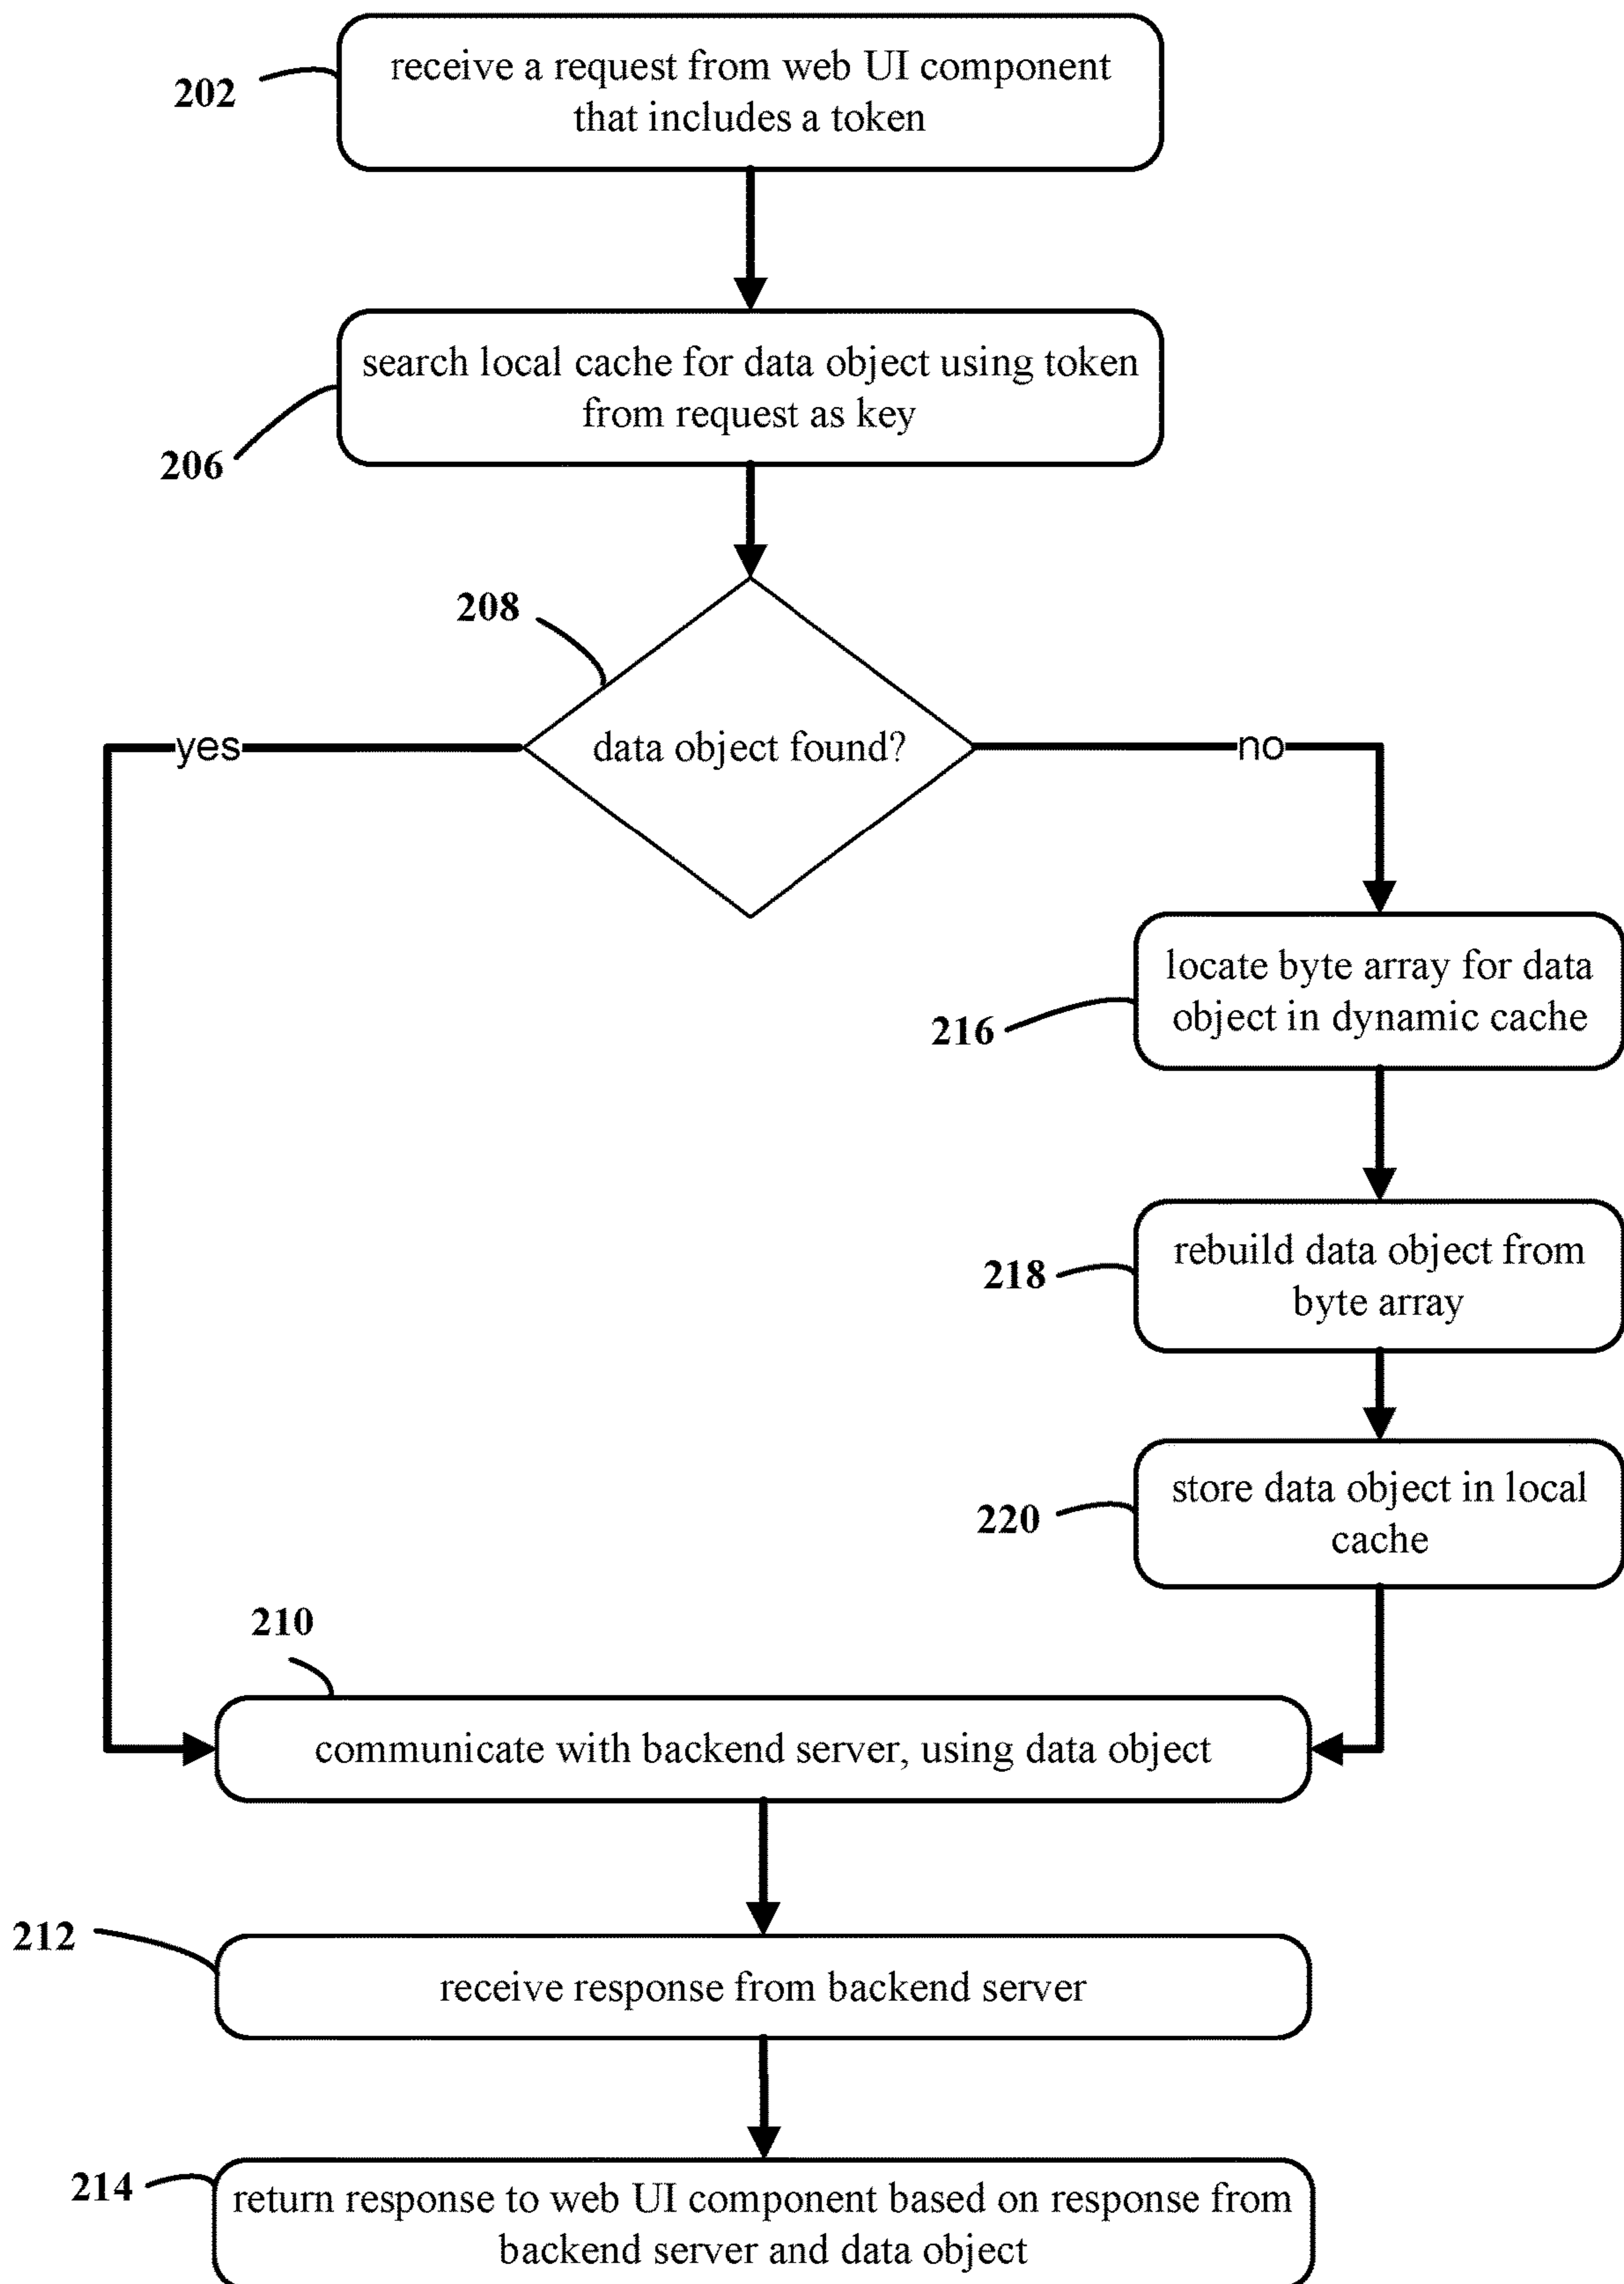 receive a request from web UI component
that includes a token
202
search local cache for data object using token
from request as key
206
208
data object found?
yes
no
locate byte array for data
object in dynamic cache
216
rebuild data object from
byte array
218
store data object in local
cache
220
210
communicate with backend server, using data object
212
receive response from backend server
214
return response to web UI component based on response from
backend server and data object